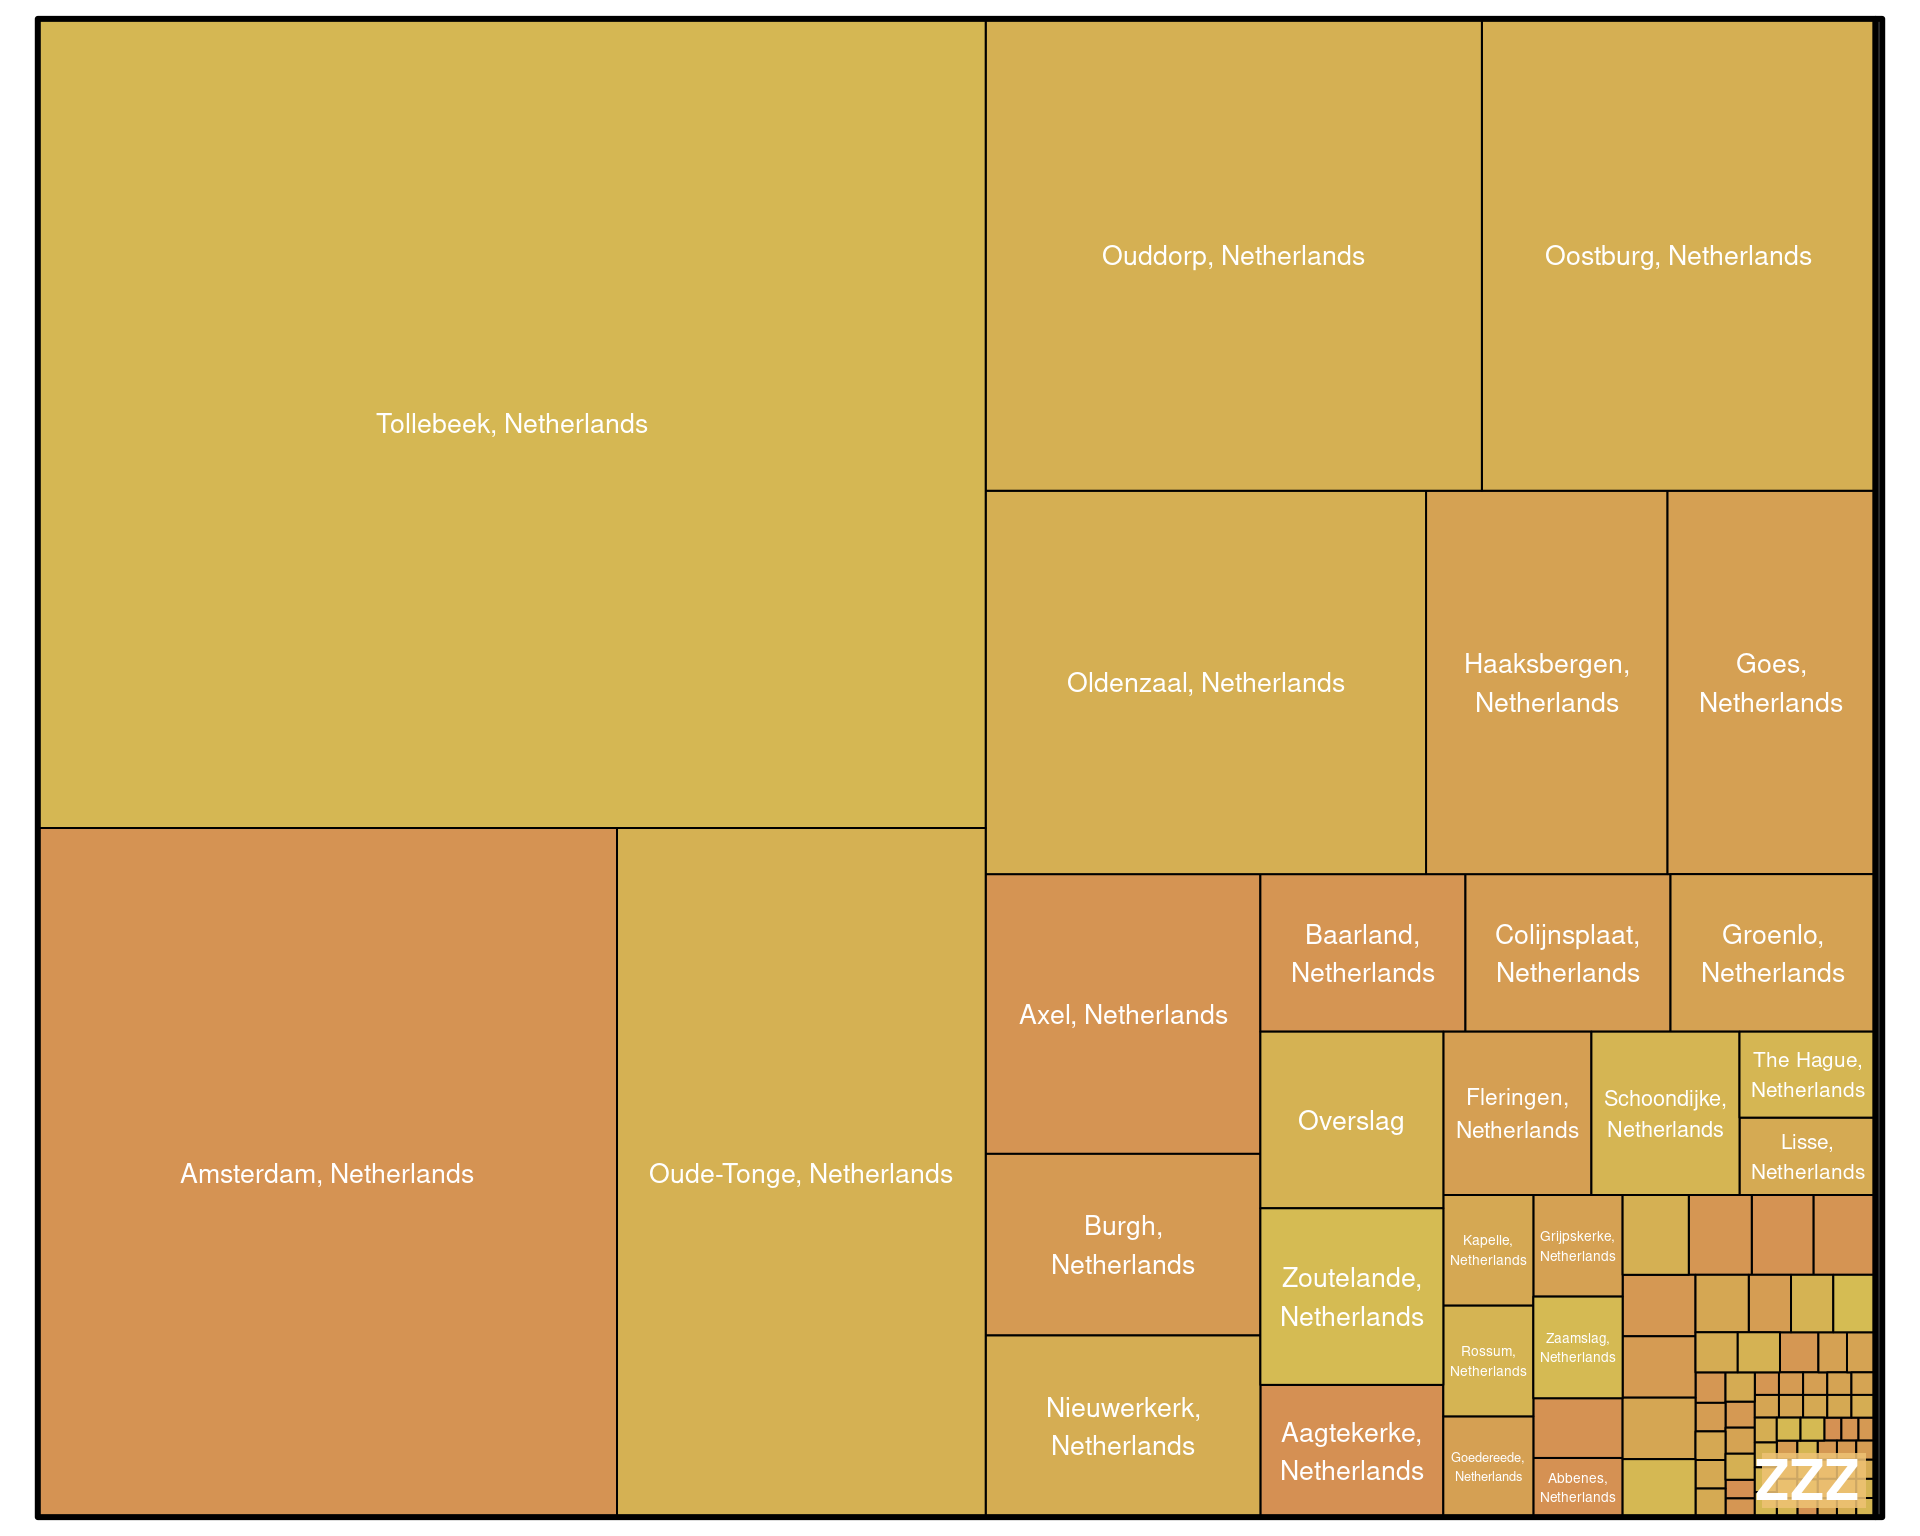 Tollebeek, Netherlands
Ouddorp, Netherlands
Oostburg, Netherlands
Oldenzaal, Netherlands
Haaksbergen,
Netherlands
Goes,
Netherlands
Amsterdam, Netherlands
Oude-Tonge, Netherlands
Axel, Netherlands
Baarland,
Netherlands
Colijnsplaat,
Netherlands
Groenlo,
Netherlands
Burgh,
Netherlands
Nieuwerkerk,
Netherlands
Overslag
Zoutelande,
Netherlands
Aagtekerke,
Netherlands
Fleringen,
Netherlands
Schoondijke,
Netherlands
The Hague,
Netherlands
Lisse,
Netherlands
Kapelle,
Netherlands
Grijpskerke,
Netherlands
Rossum,
Netherlands
Zaamslag,
Netherlands
Goedereede,
Netherlands
Abbenes,
Netherlands
ZZZ